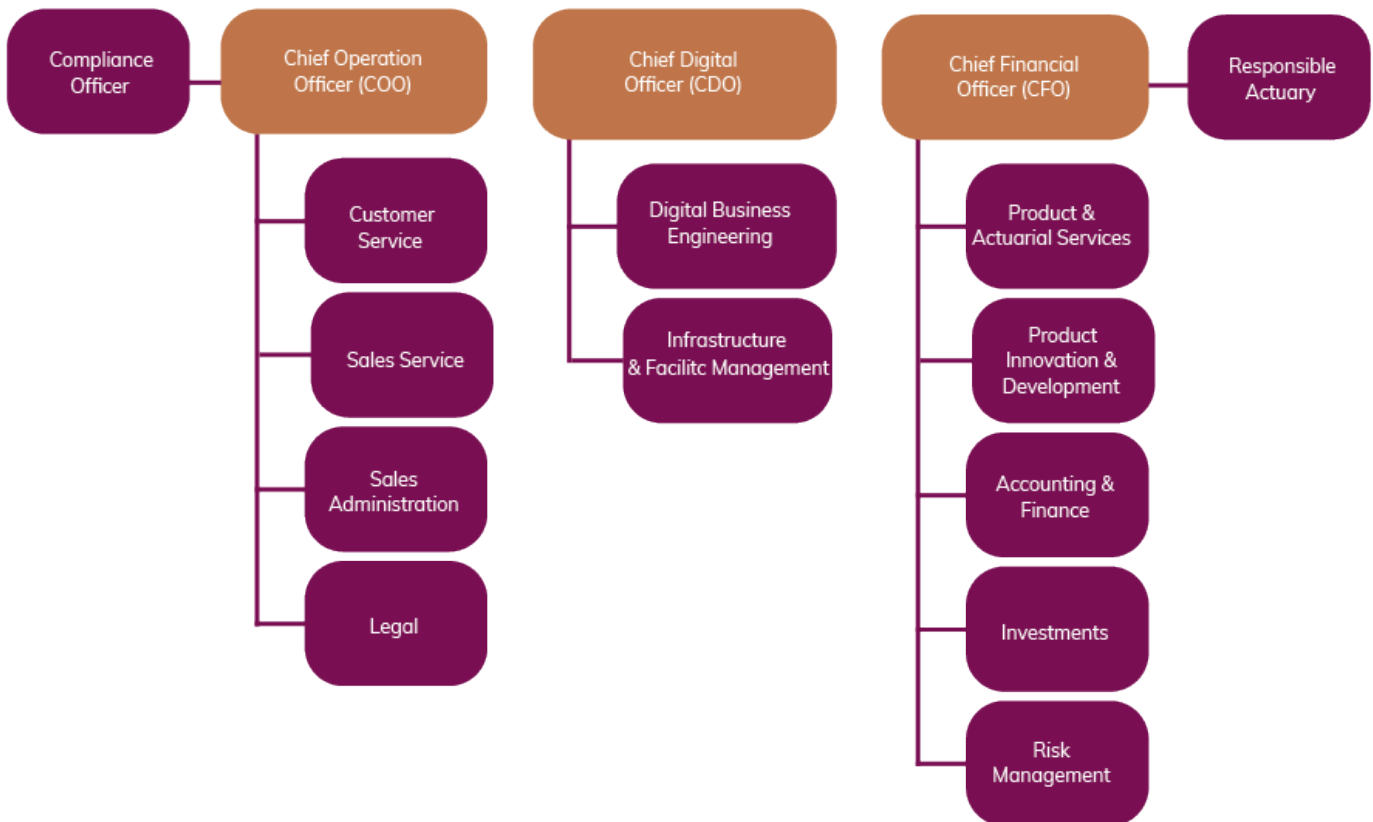 Compliance
Officer
Chief Operation
Officer (COO)
Customer
Service
Sales Service
Sales
Administration
Legal
Chief Digital
Officer (CDO)
Digital Business
Engineering
Infrastructure
& Facilitc Management
Chief Financial
Officer (CFO)
Responsible
Actuary
Product &
Actuarial Services
Product
Innovation &
Development
Accounting &
Finance
Investments
Risk
Management